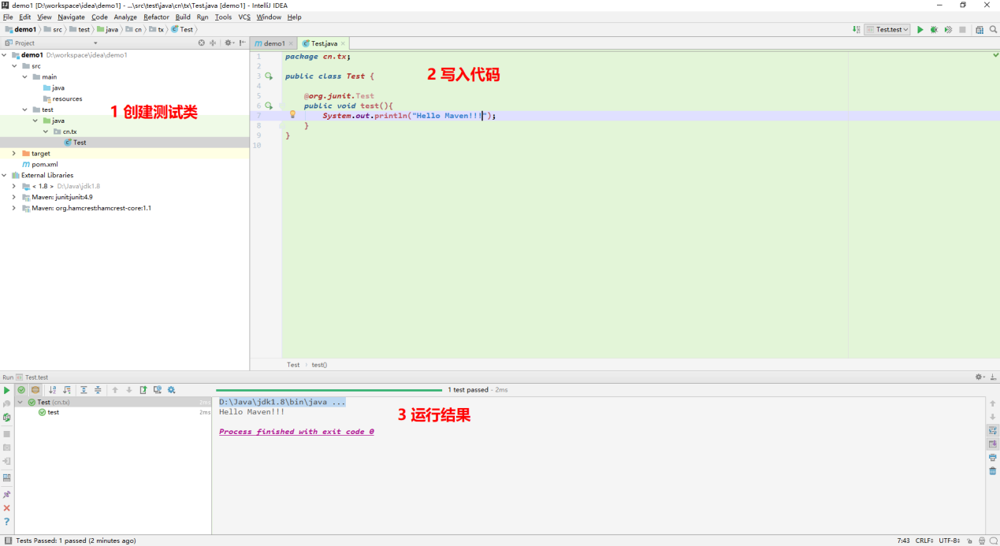 demo1 [D:\workspace\idea\demo1] - ...\src\test\java\cn\tx\Test.java [demo1] - IntelliJ IDEA
File Edit View Navigate Code Analyze Refactor Build Run Tools VCS Window Help
demo1 src test java cn tx Test Test.test
Project
demo1 Test.java
demo1 D:\workspace\idea\demo1
src
main
java
resources
test
java
cn.tx
Test
target
pom.xml
External Libraries
< 1.8 > D:\Java\jdk1.8
Maven: junit:junit:4.9
Maven: org.hamcrest:hamcrest-core:1.1
1 创建测试类
1 package cn.tx;
2
3 public class Test {
4
5 @org.junit.Test
6 public void test(){
7 System.out.println("Hello Maven!!!");
8 }
9 }
10
2 写入代码
Test test()
Run Test.test
1 test passed - 2ms
Test (cn.tx) 2ms
test 2ms
D:\Java\jdk1.8\bin\java ...
Hello Maven!!!
Process finished with exit code 0
3 运行结果
Tests Passed: 1 passed (2 minutes ago)
7:43 CRLF UTF-8